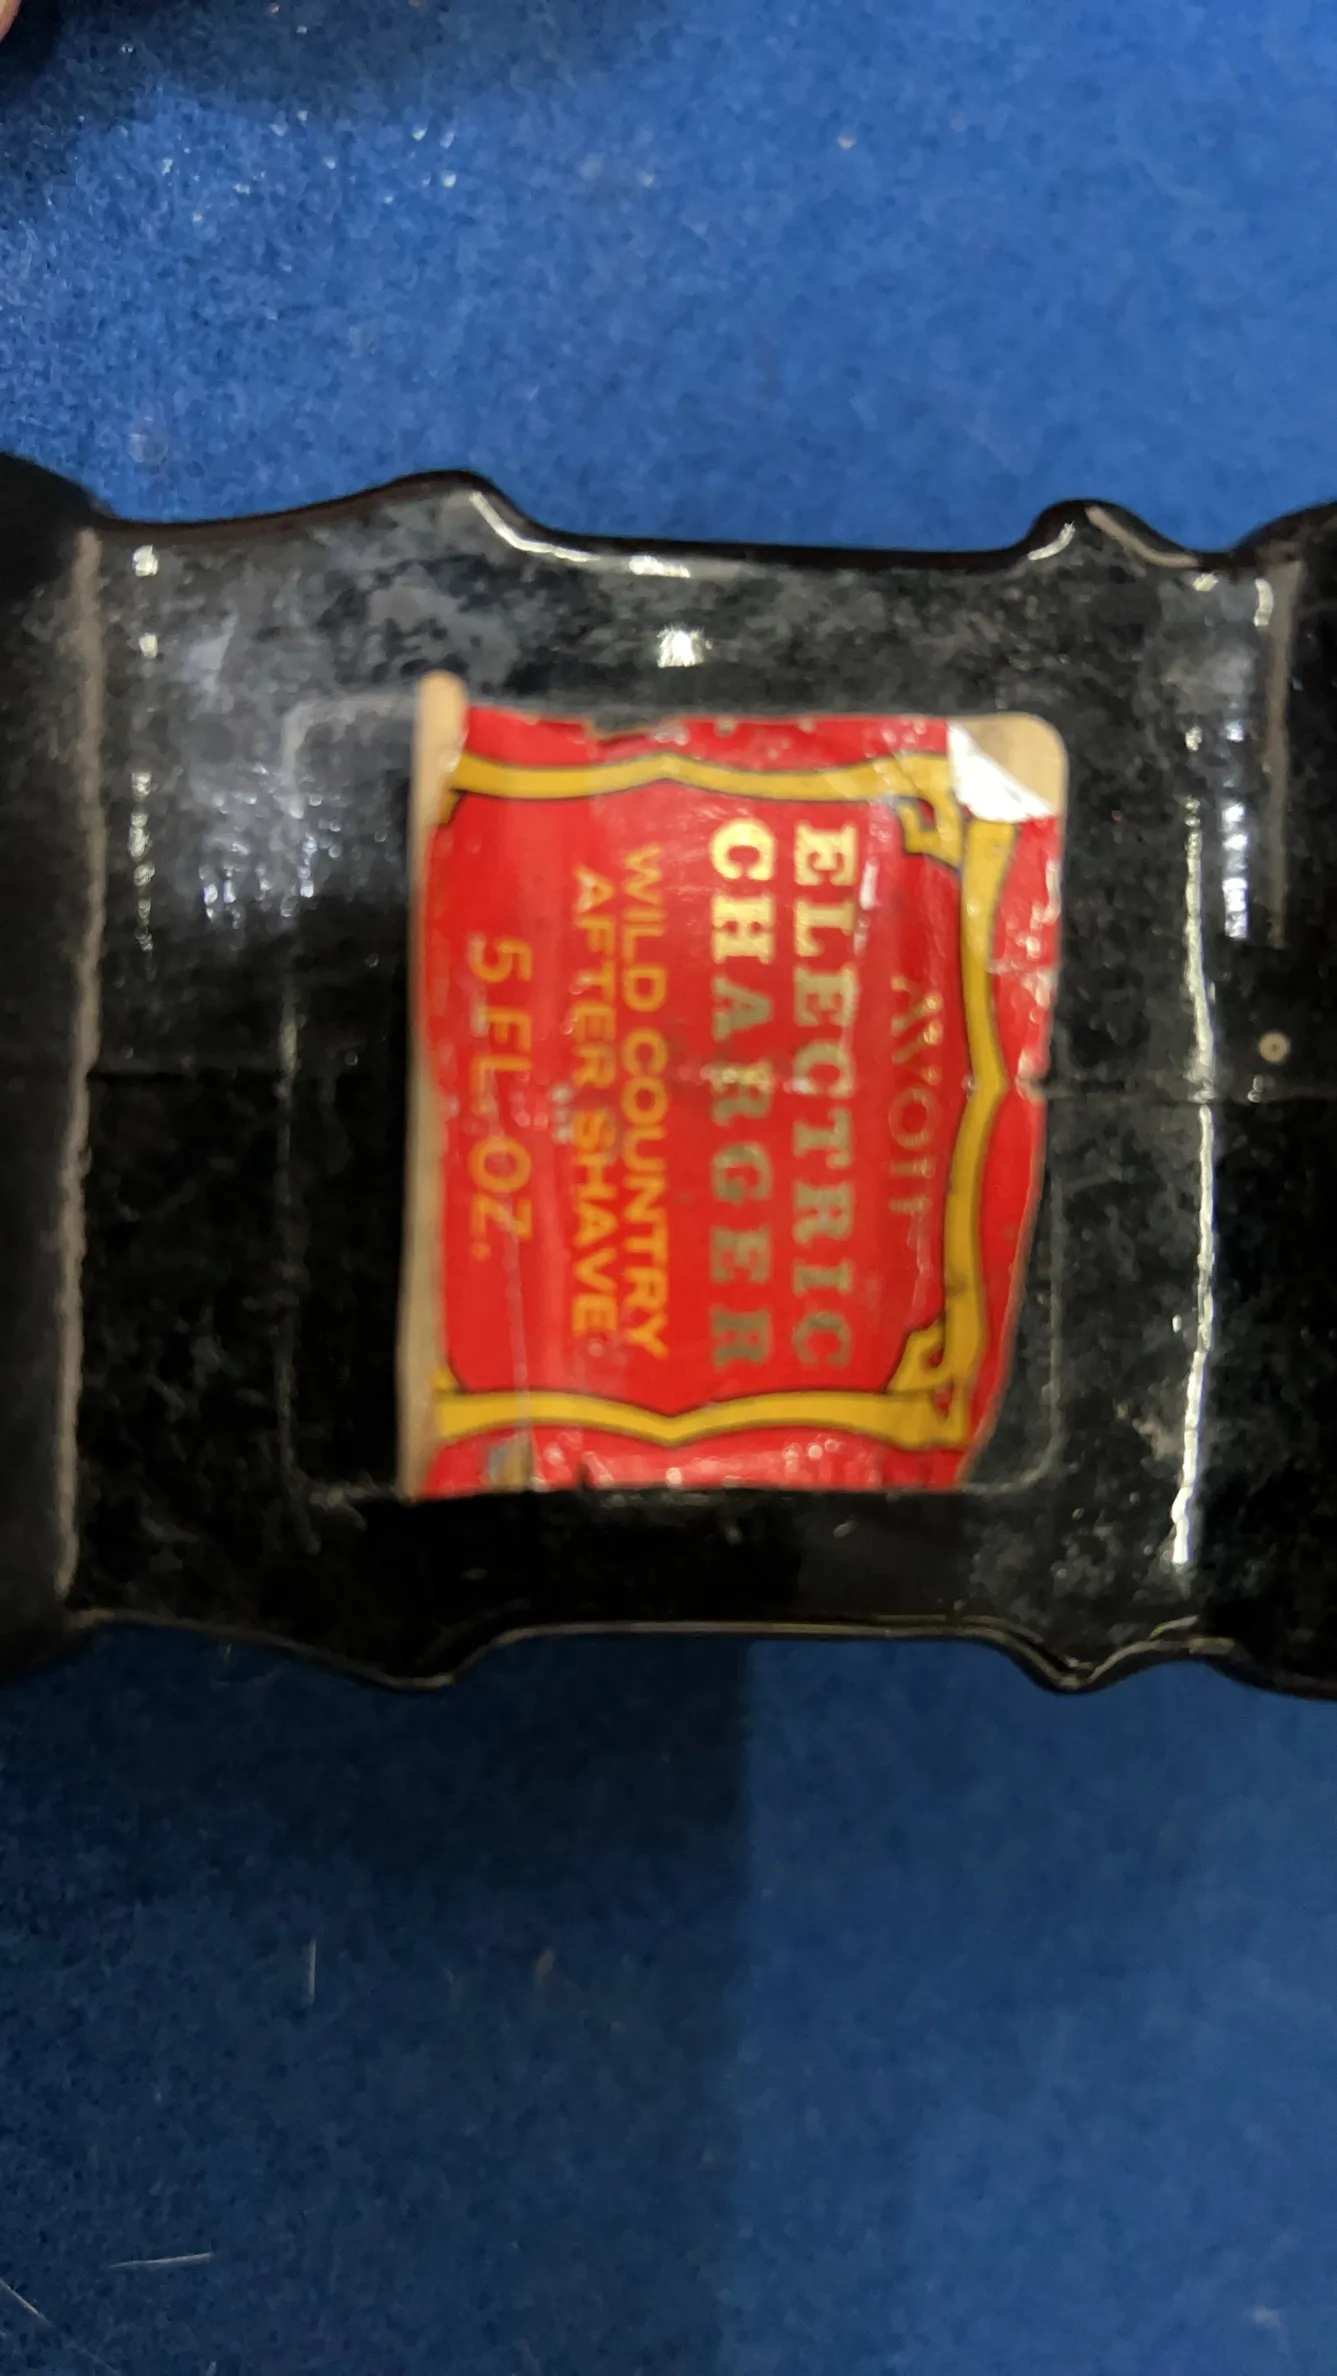 AVON
ELECTRIC
CHARGER
WILD COUNTRY
AFTER SHAVE
5 FL. OZ.